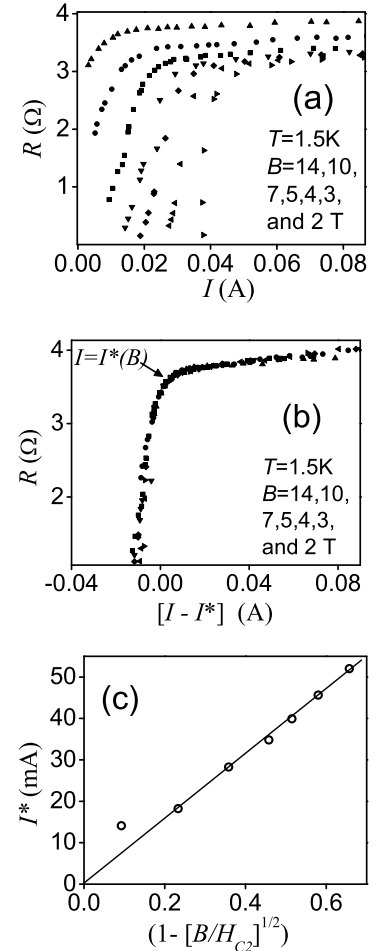 4
3
2
1
R (Ω)
(a)
T=1.5K
B=14,10,
7,5,4,3,
and 2 T
0.00 0.02 0.04 0.06 0.08
I (A)
4
3
2
R (Ω)
I=I*(B)
(b)
T=1.5K
B=14,10,
7,5,4,3,
and 2 T
-0.04 0.00 0.04 0.08
[I - I*] (A)
50
40
30
20
10
0
I* (mA)
(c)
0.0 0.2 0.4 0.6
(1- [B/H_{C2}]^{1/2})